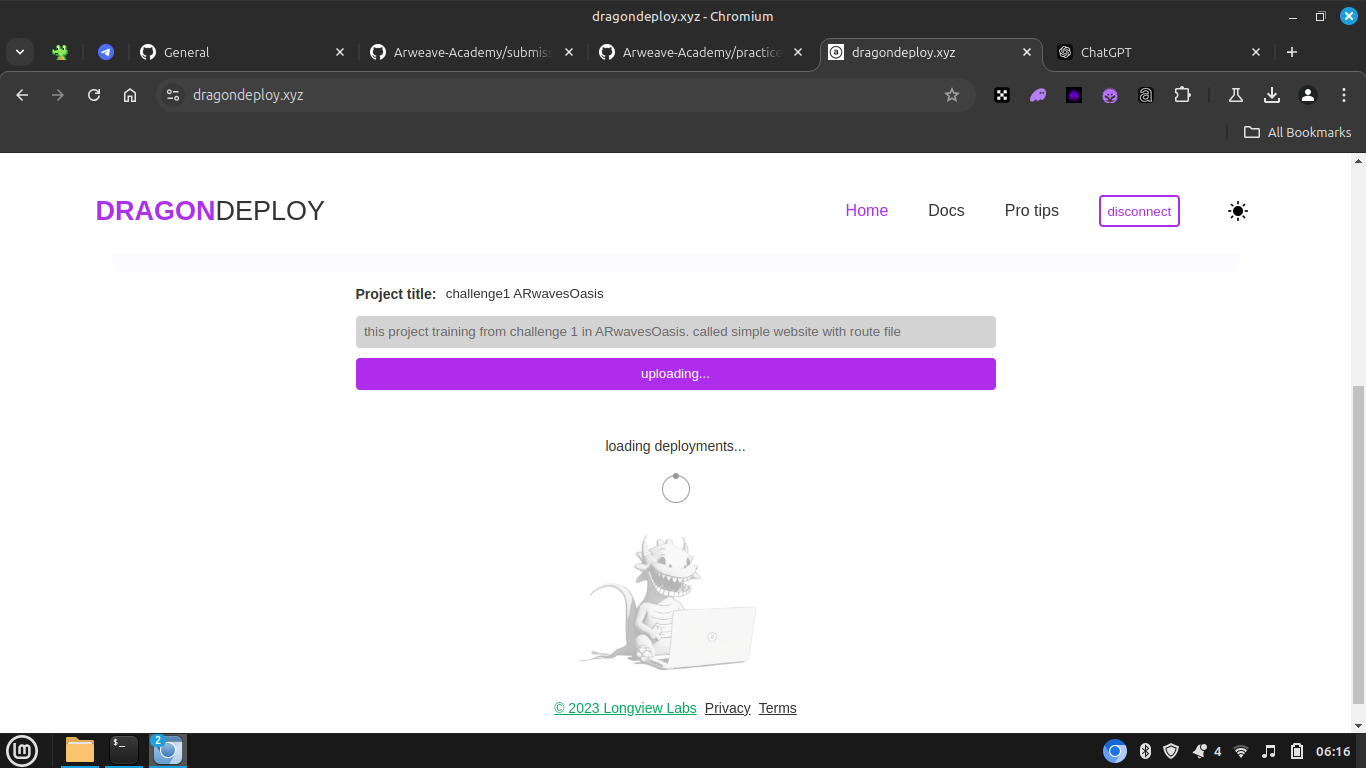 dragondeploy.xyz - Chromium
General
Arweave-Academy/submiss
Arweave-Academy/practice
dragondeploy.xyz
ChatGPT
dragondeploy.xyz
All Bookmarks
DRAGONDEPLOY
Home
Docs
Pro tips
disconnect
Project title: challenge1 ARwavesOasis
this project training from challenge 1 in ARwavesOasis. called simple website with route file
uploading...
loading deployments...
© 2023 Longview Labs Privacy Terms
2
4
06:16